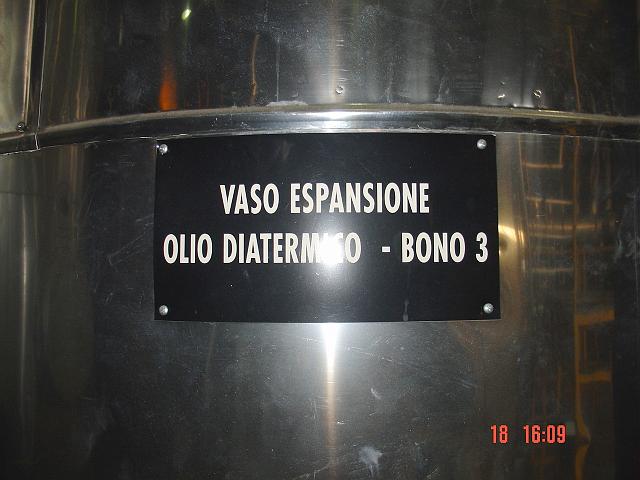 VASO ESPANSIONE
OLIO DIATERMICO - BONO 3
18 16:09